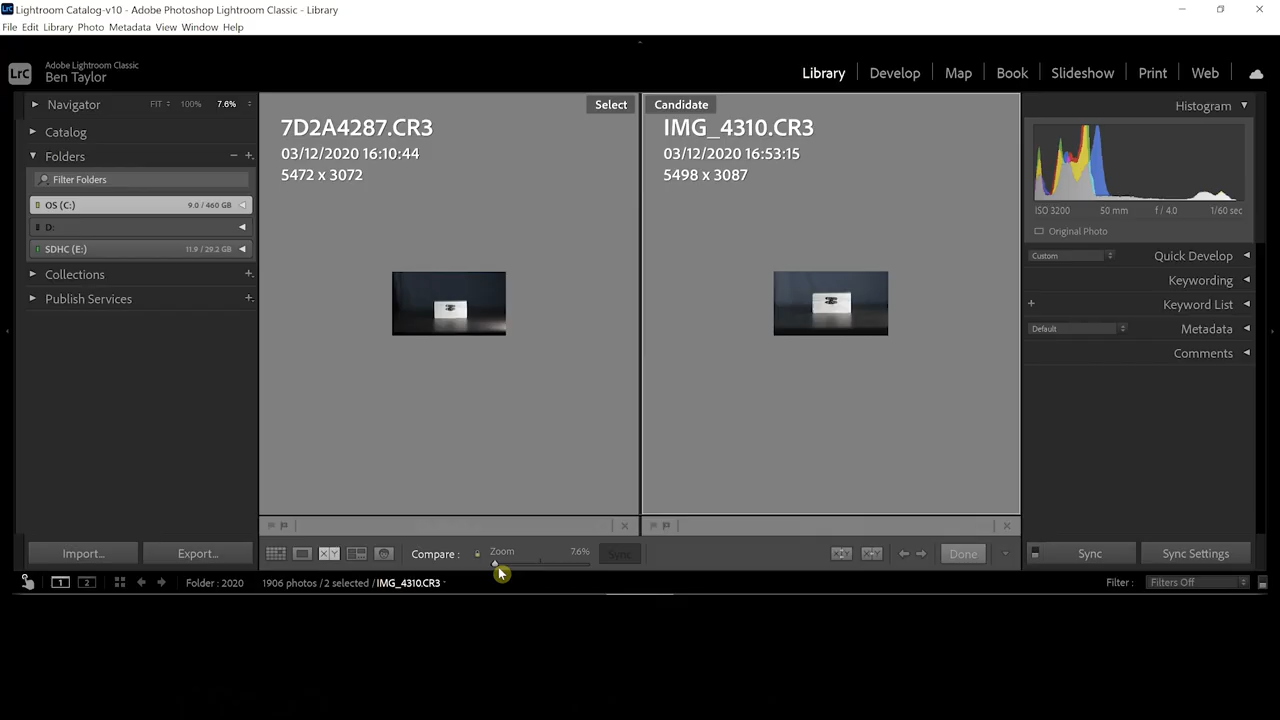 Lightroom Catalog-v10 - Adobe Photoshop Lightroom Classic - Library
File Edit Library Photo Metadata View Window Help
LrC
Adobe Lightroom Classic
Ben Taylor
Library Develop Map Book Slideshow Print Web
Navigator FIT 100% 7.6%
Catalog
Folders
Filter Folders
OS (C:) 9.0 / 460 GB
D:
SDHC (E:) 11.9 / 29.2 GB
Collections
Publish Services
Import... Export...
Select
7D2A4287.CR3
03/12/2020 16:10:44
5472 x 3072
Candidate
IMG_4310.CR3
03/12/2020 16:53:15
5498 x 3087
Histogram
ISO 3200 50 mm f / 4.0 1/60 sec
Original Photo
Custom Quick Develop
Keywording
Keyword List
Default Metadata
Comments
XY Compare : Zoom 7.6% Sync
Done
Sync Sync Settings
1 2 Folder : 2020 1906 photos / 2 selected / IMG_4310.CR3
Filter : Filters Off